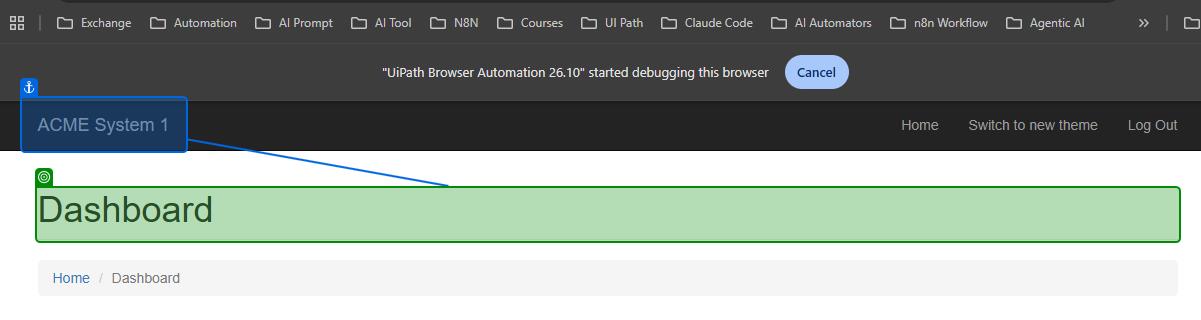 Exchange Automation AI Prompt AI Tool N8N Courses UI Path Claude Code AI Automators n8n Workflow Agentic AI »
"UiPath Browser Automation 26.10" started debugging this browser Cancel
ACME System 1 Home Switch to new theme Log Out
Dashboard
Home / Dashboard